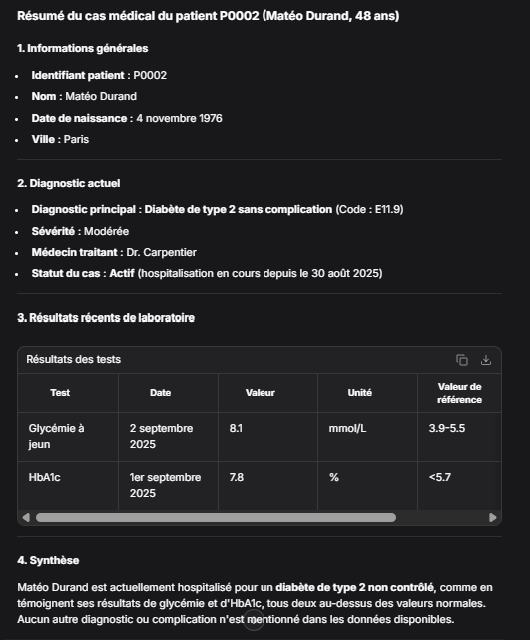 Résumé du cas médical du patient P0002 (Matéo Durand, 48 ans)
1. Informations générales
• Identifiant patient : P0002
• Nom : Matéo Durand
• Date de naissance : 4 novembre 1976
• Ville : Paris
2. Diagnostic actuel
• Diagnostic principal : Diabète de type 2 sans complication (Code : E11.9)
• Sévérité : Modérée
• Médecin traitant : Dr. Carpentier
• Statut du cas : Actif (hospitalisation en cours depuis le 30 août 2025)
3. Résultats récents de laboratoire
Résultats des tests
Test Date Valeur Unité Valeur de
référence
Glycémie à 2 septembre 8.1 mmol/L 3.9-5.5
jeun 2025
HbA1c 1er septembre 7.8 % <5.7
2025
4. Synthèse
Matéo Durand est actuellement hospitalisé pour un diabète de type 2 non contrôlé, comme en
témoignent ses résultats de glycémie et d'HbA1c, tous deux au-dessus des valeurs normales.
Aucun autre diagnostic ou complication n'est mentionné dans les données disponibles.